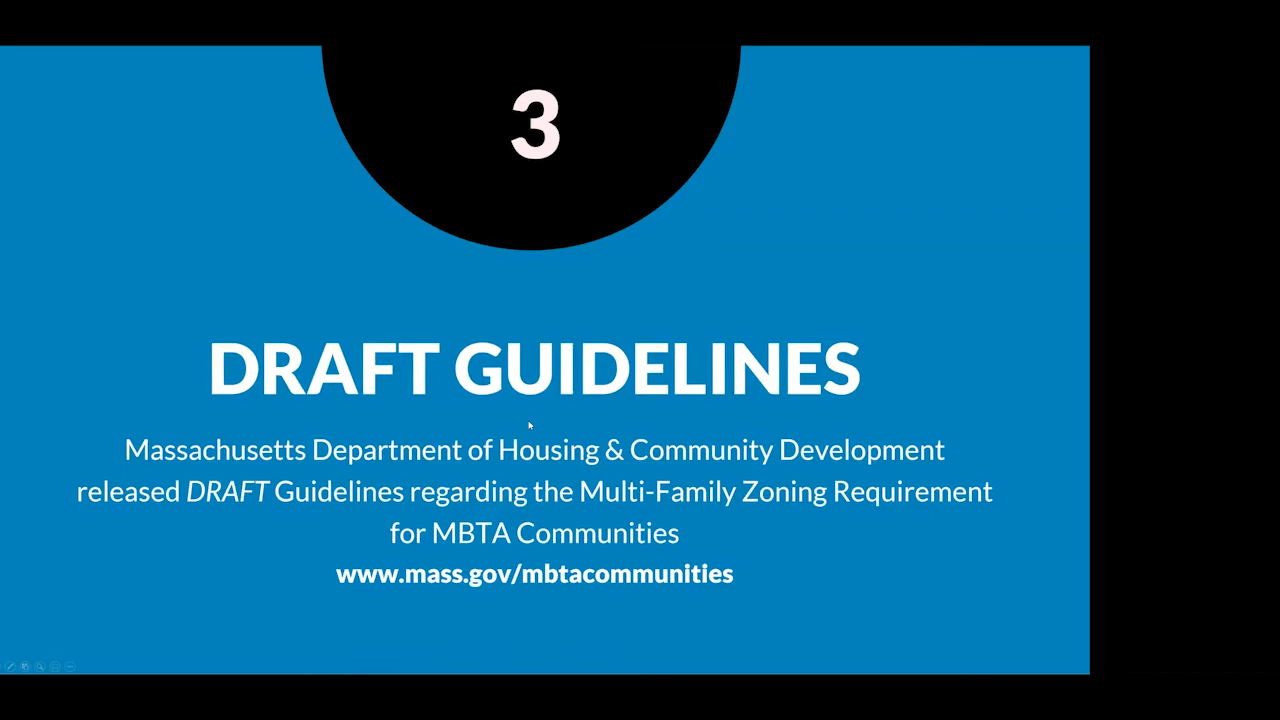 3
DRAFT GUIDELINES
Massachusetts Department of Housing & Community Development
released DRAFT Guidelines regarding the Multi-Family Zoning Requirement
for MBTA Communities
www.mass.gov/mbtacommunities